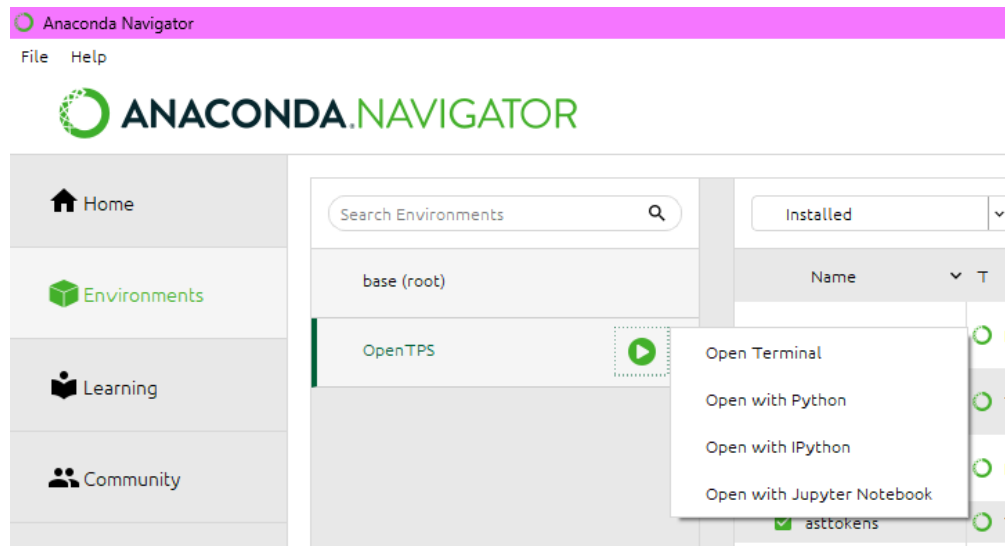 Anaconda Navigator
File Help
ANACONDA.NAVIGATOR
Home
Environments
Learning
Community
Search Environments
base (root)
OpenTPS
Installed
Name T
Open Terminal
Open with Python
Open with IPython
Open with Jupyter Notebook
asttokens